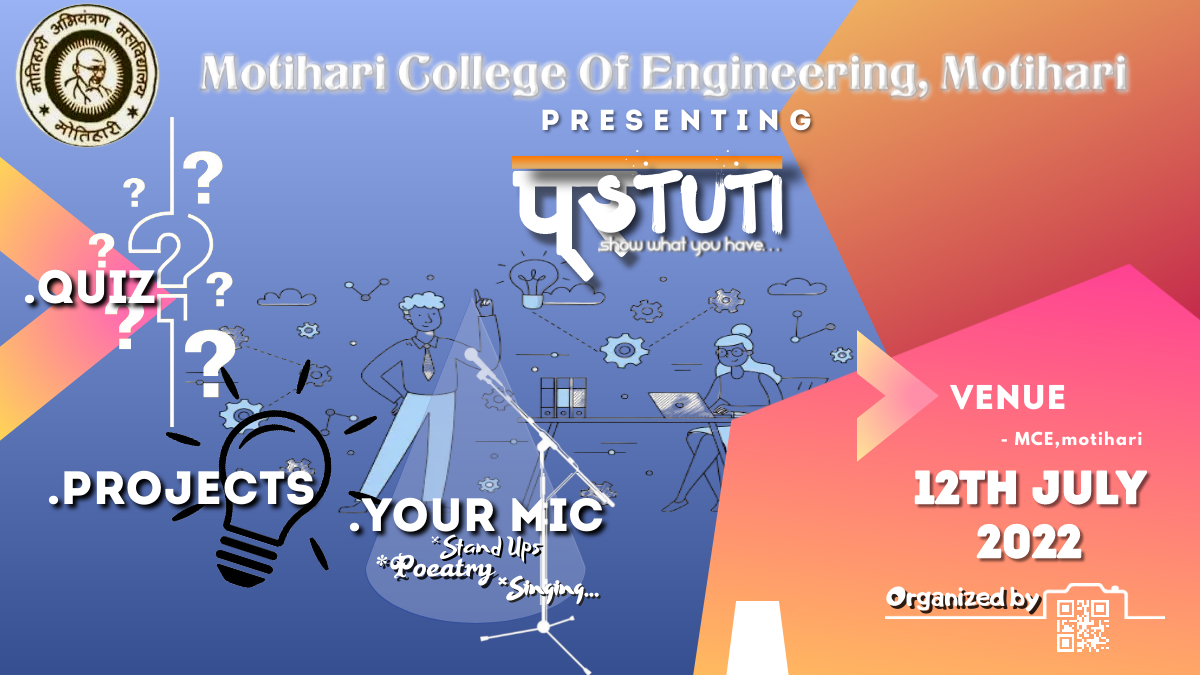 मोतिहारी अभियंत्रण महाविद्यालय
मोतिहारी
Motihari College Of Engineering, Motihari
PRESENTING
प्रSTUTI
show what you have...
.QUIZ
.PROJECTS
.YOUR MIC
*Stand Ups
*Poeatry
*Singing...
VENUE
- MCE,motihari
12TH JULY
2022
Organized by